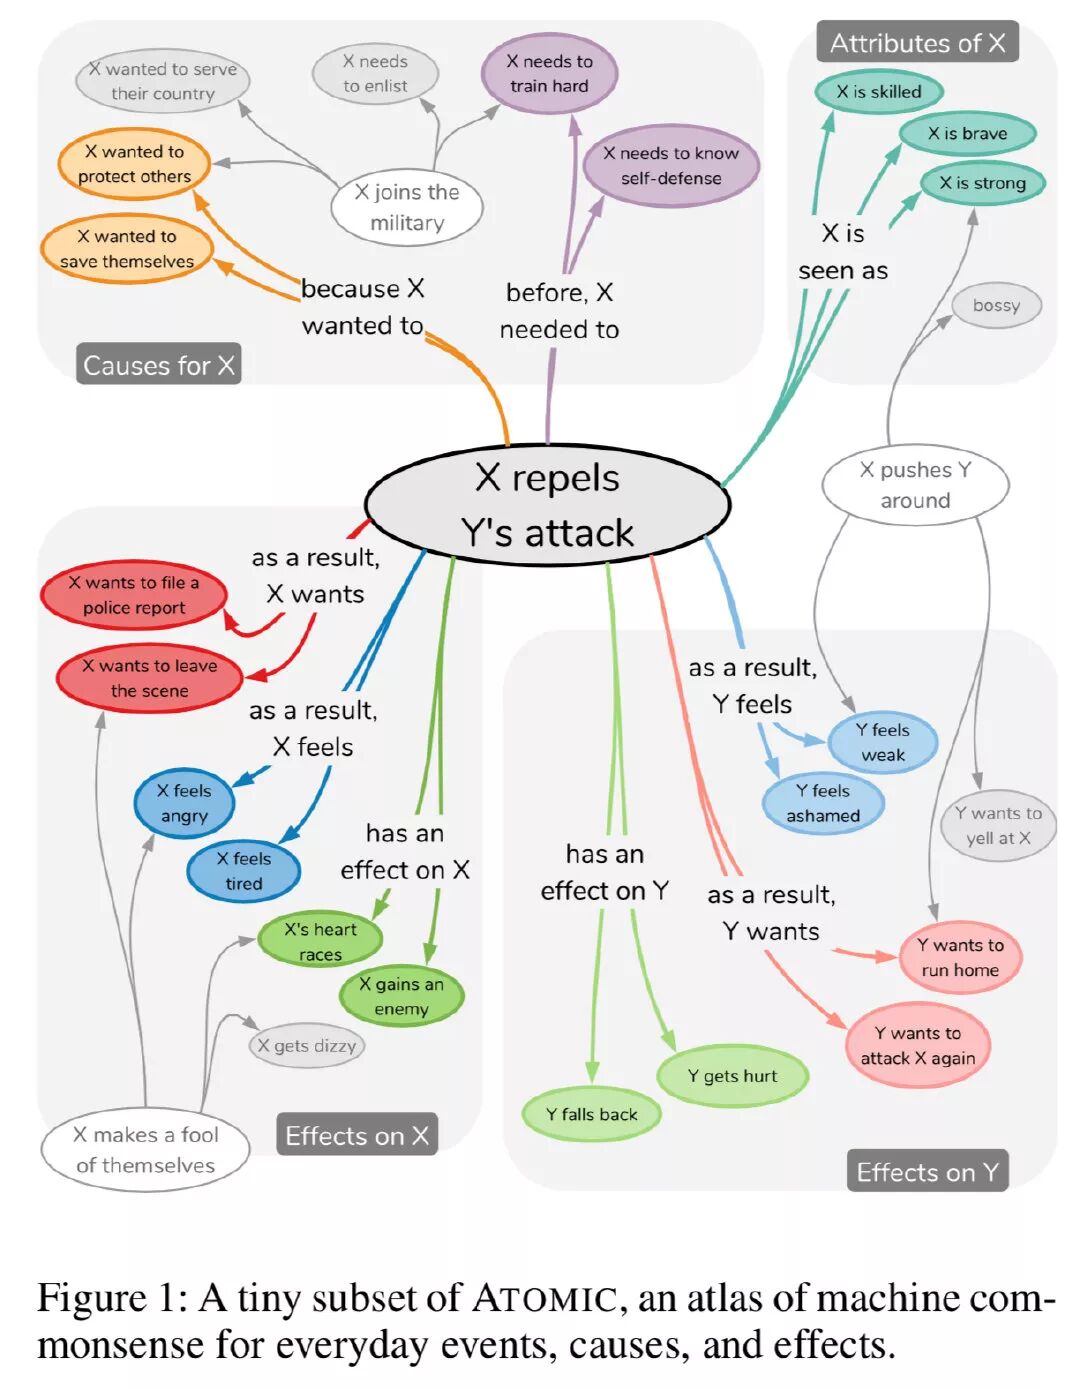 Attributes of X
X wanted to serve
their country
X needs
to enlist
X needs to
train hard
X is skilled
X is brave
X wanted to
protect others
X needs to know
self-defense
X is strong
X joins the
military
X wanted to
save themselves
X is
seen as
because X
wanted to
before, X
needed to
bossy
Causes for X
X repels
Y's attack
X pushes Y
around
as a result,
X wants
X wants to file a
police report
X wants to leave
the scene
as a result,
X feels
as a result,
Y feels
Y feels
weak
X feels
angry
Y feels
ashamed
Y wants to
yell at X
has an
effect on X
X feels
tired
has an
effect on Y
as a result,
Y wants
X's heart
races
Y wants to
run home
X gains an
enemy
X gets dizzy
Y wants to
attack X again
Y gets hurt
Y falls back
X makes a fool
of themselves
Effects on X
Effects on Y
Figure 1: A tiny subset of ATOMIC, an atlas of machine com-
monsense for everyday events, causes, and effects.